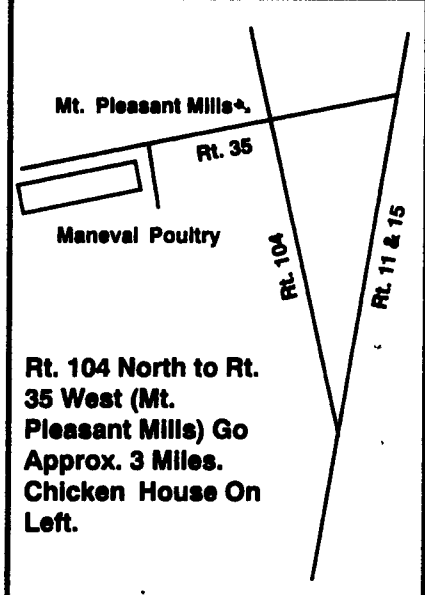 Mt. Pleasant Mills
Rt. 35
Maneval Poultry
Rt. 104
Rt. 11 & 15
Rt. 104 North to Rt.
35 West (Mt.
Pleasant Mills) Go
Approx. 3 Miles.
Chicken House On
Left.